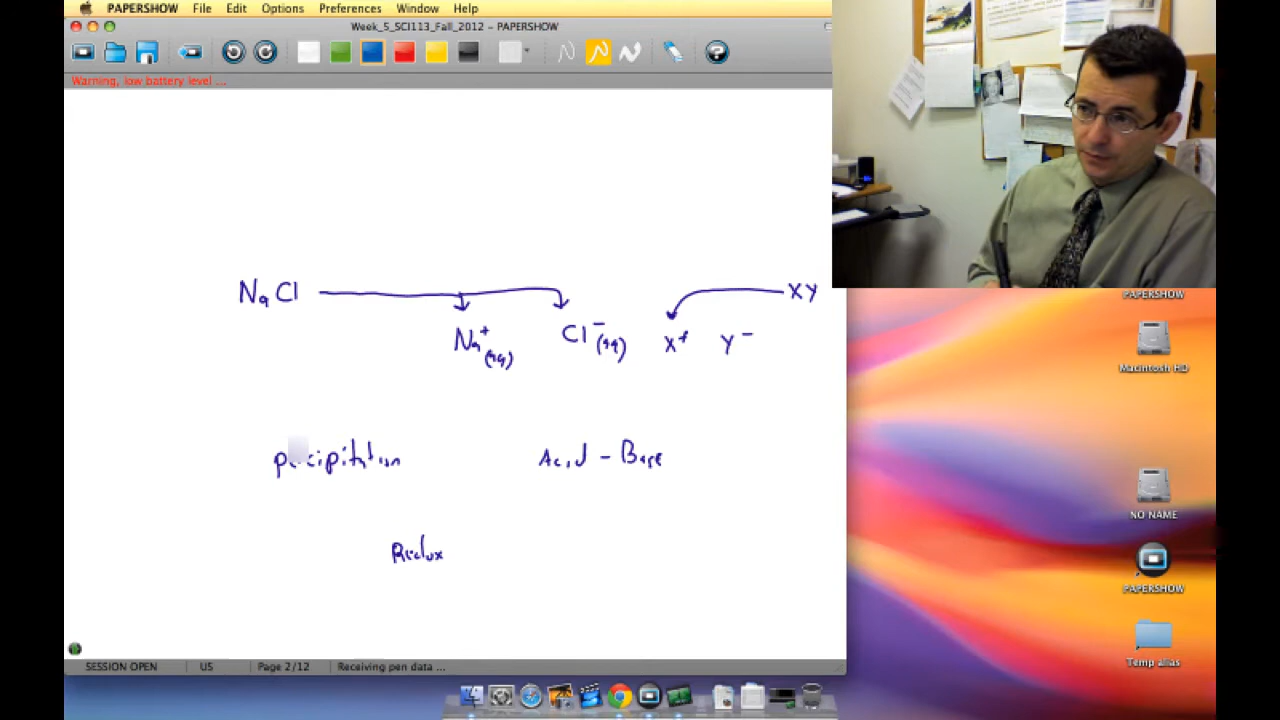 PAPERSHOW File Edit Options Preferences Window Help
Week_5_SCI113_Fall_2012 – PAPERSHOW
Warning, low battery level ...
NaCl XY
Na+(aq) Cl−(aq) X+ Y−
Acid - Base
Redox
PAPERSHOW
Macintosh HD
NO NAME
PAPERSHOW
Temp alias
SESSION OPEN US Page 2/12 Receiving pen data ...